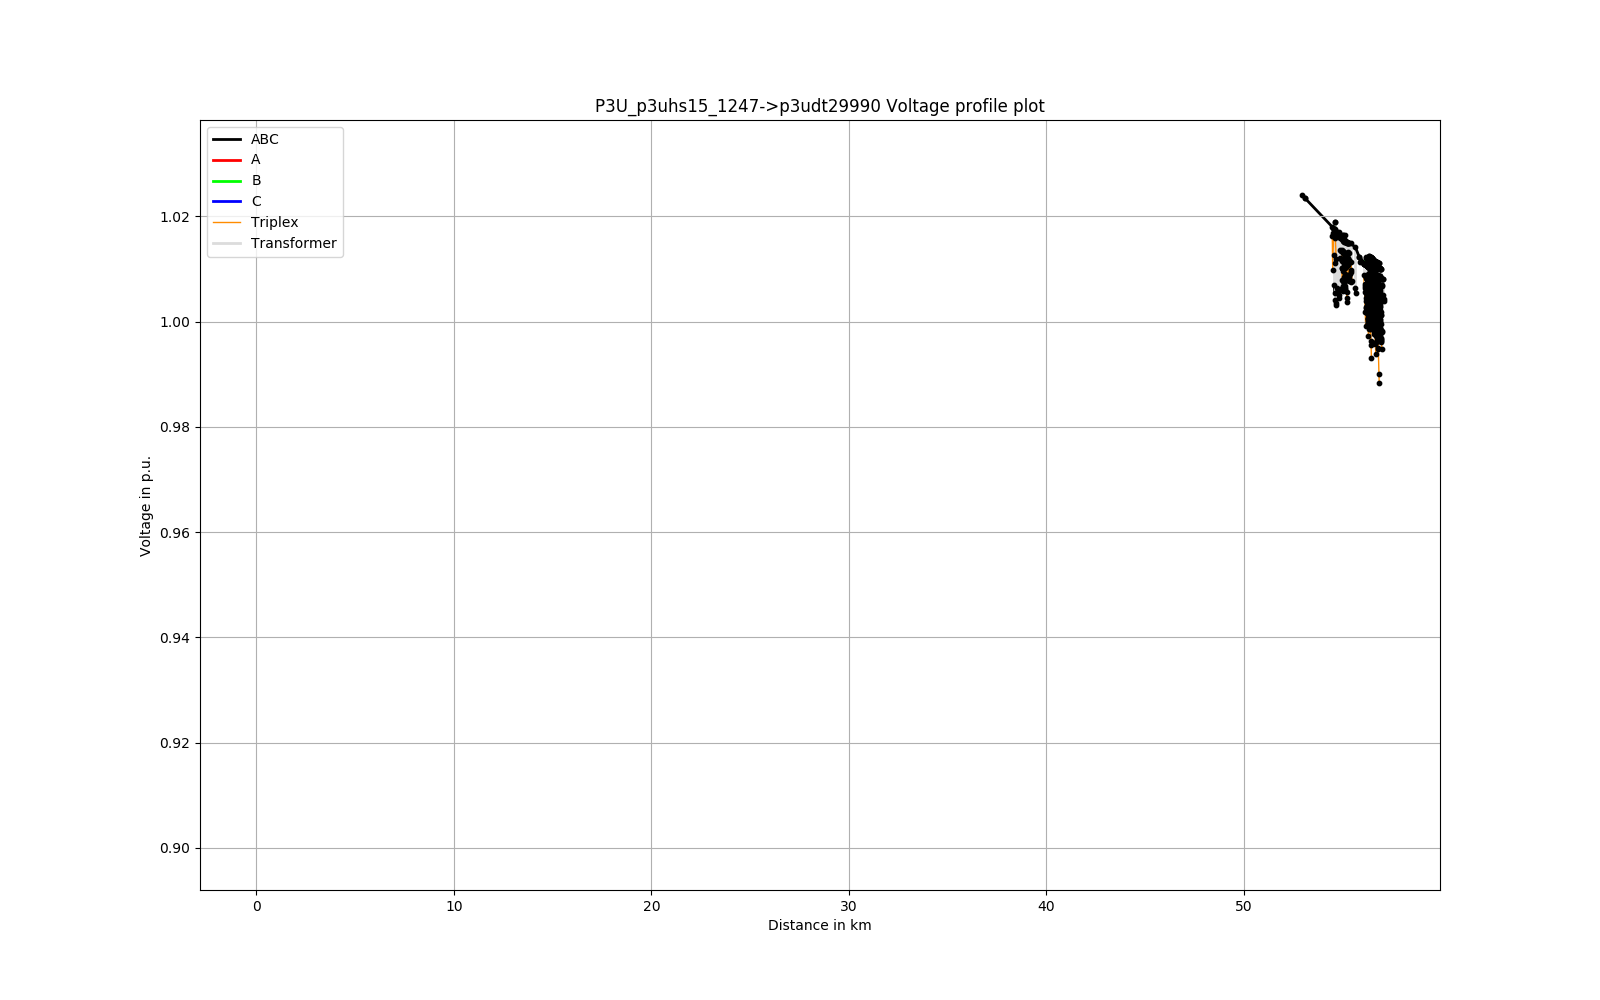 P3U_p3uhs15_1247->p3udt29990 Voltage profile plot
ABC
A
B
C
Triplex
Transformer
1.02
1.00
0.98
0.96
0.94
0.92
0.90
Voltage in p.u.
0 10 20 30 40 50
Distance in km